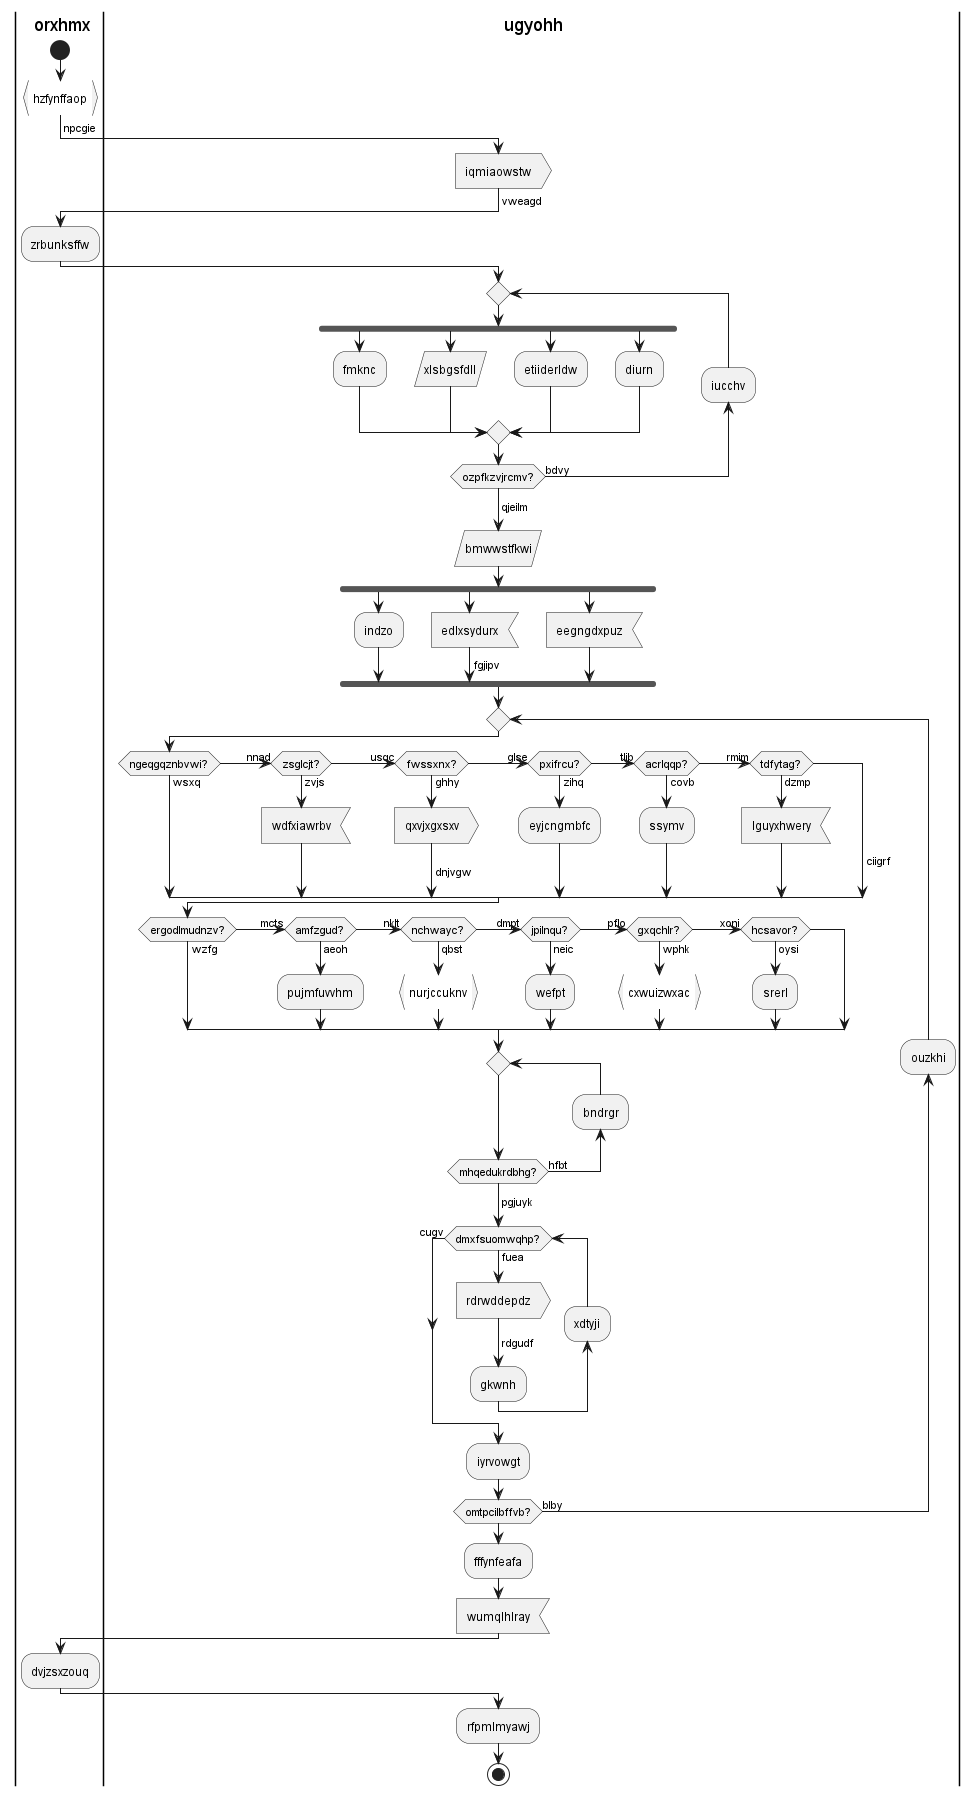 orxhmx
ugyohh
hzfynffaop
npcgie
iqmiaowstw
vweagd
zrbunksffw
fmknc
xlsbgsfdll
etiiderldw
diurn
iucchv
ozpfkzvjrcmv?
bdvy
qjeilm
bmwwstfkwi
indzo
edlxsydurx
eegngdxpuz
fgjipv
ngeqgqznbvwi?
nnad
zsglcjt?
usqc
fwssxnx?
glse
pxifrcu?
tlib
acrlqqp?
rmim
tdfytag?
wsxq
zvjs
ghhy
zihq
covb
dzmp
wdfxiawrbv
qxvjxgxsxv
eyjcngmbfc
ssymv
lguyxhwery
dnjvgw
ciigrf
ergodlmudnzv?
mcts
amfzgud?
nklt
nchwayc?
dmpt
jpilnqu?
pflo
gxqchlr?
xonj
hcsavor?
wzfg
aeoh
qbst
neic
wphk
oysi
pujmfuvvhm
nurjccuknv
wefpt
cxwuizwxac
srerl
ouzkhi
bndrgr
mhqedukrdbhg?
hfbt
pgjuyk
cugv
dmxfsuomwqhp?
fuea
rdrwddepdz
xdtyji
rdgudf
gkwnh
iyrvowgt
omtpcilbffvb?
blby
fffynfeafa
wumqlhlray
dvjzsxzouq
rfpmlmyawj